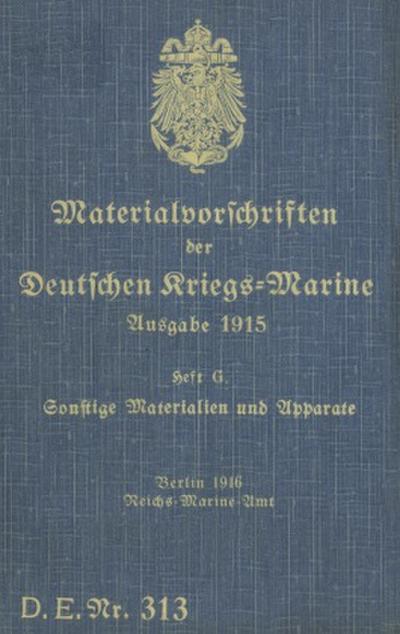 Materialvorschriften
der
Deutschen Kriegs-Marine
Ausgabe 1915
Heft G.
Sonstige Materialien und Apparate
Berlin 1916
Reichs-Marine-Amt
D. E. Nr. 313